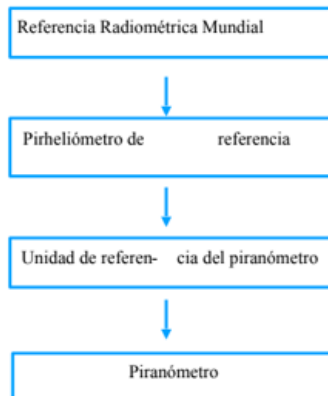 Referencia Radiométrica Mundial
Pirheliómetro de referencia
Unidad de referen- cia del piranómetro
Piranómetro